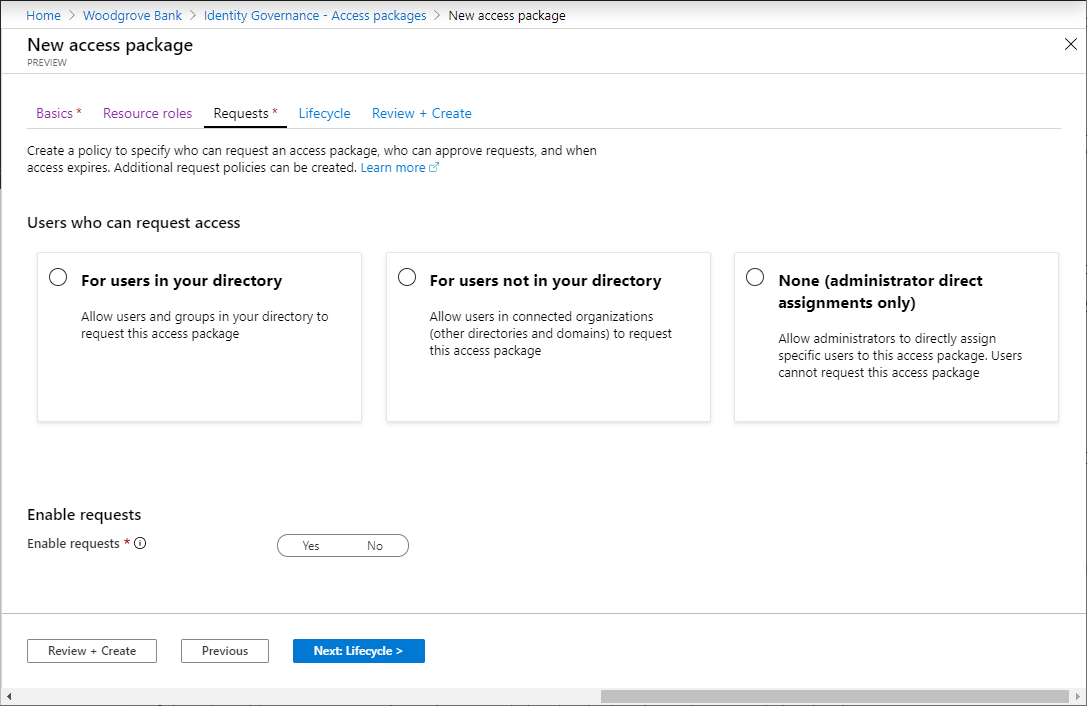 Home > Woodgrove Bank > Identity Governance - Access packages > New access package
New access package
PREVIEW
Basics * Resource roles Requests * Lifecycle Review + Create
Create a policy to specify who can request an access package, who can approve requests, and when
access expires. Additional request policies can be created. Learn more
Users who can request access
For users in your directory
Allow users and groups in your directory to
request this access package
For users not in your directory
Allow users in connected organizations
(other directories and domains) to request
this access package
None (administrator direct
assignments only)
Allow administrators to directly assign
specific users to this access package. Users
cannot request this access package
Enable requests
Enable requests *
Yes No
Review + Create Previous Next: Lifecycle >